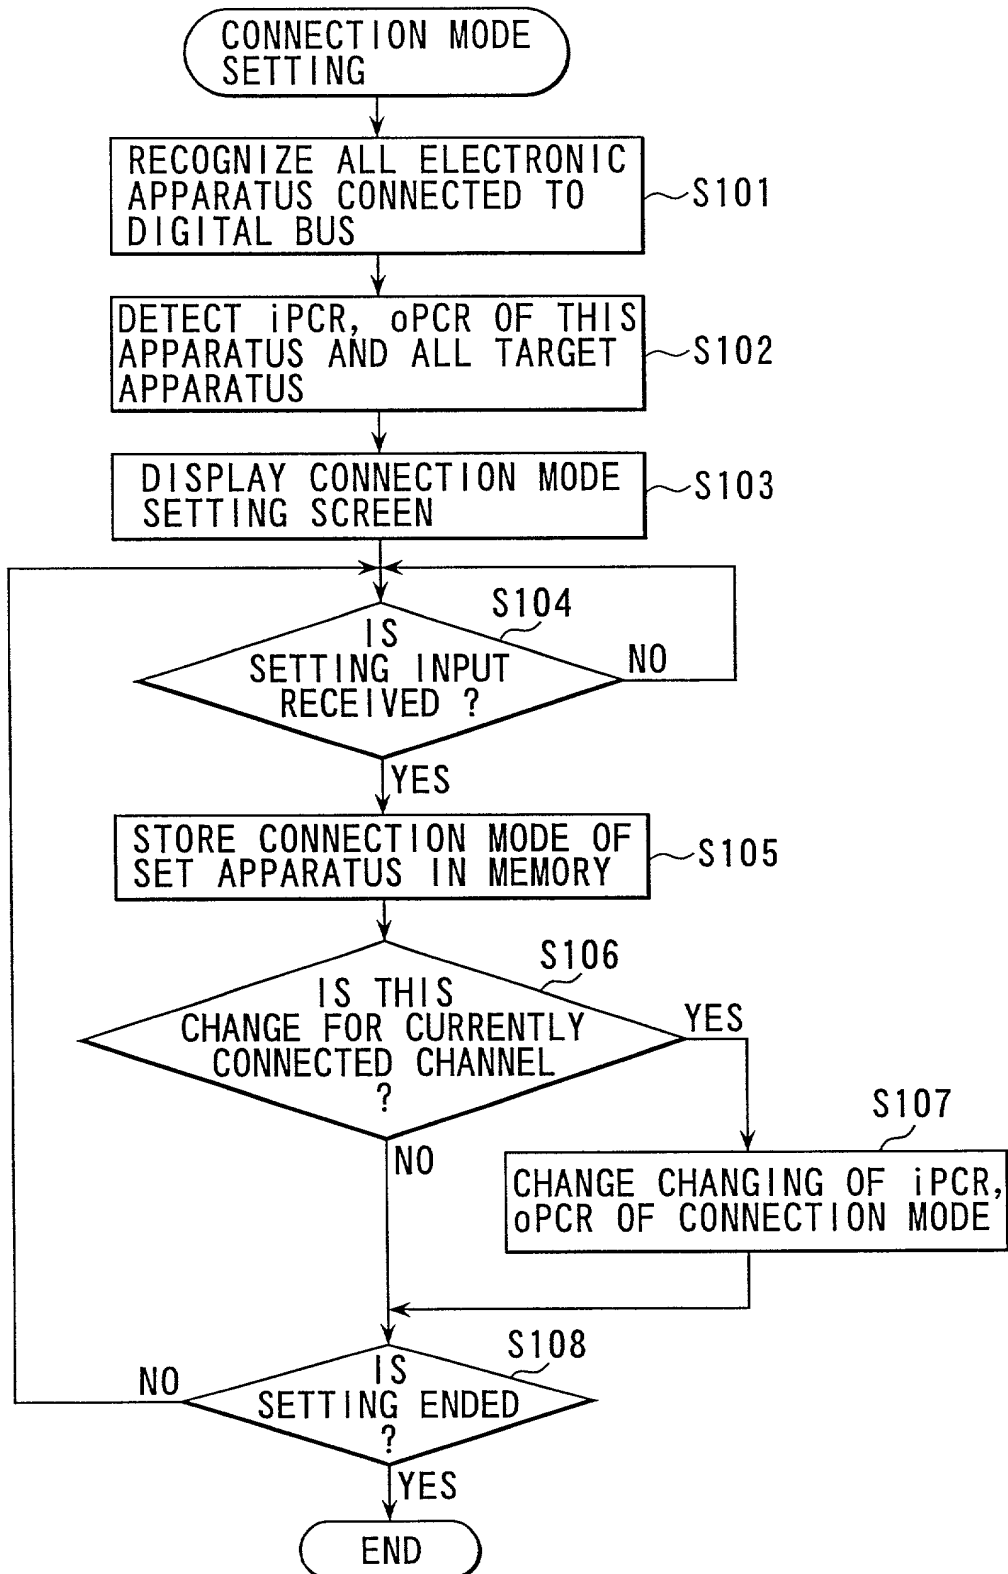 CONNECTION MODE
SETTING
RECOGNIZE ALL ELECTRONIC
APPARATUS CONNECTED TO
DIGITAL BUS
S101
DETECT iPCR, oPCR OF THIS
APPARATUS AND ALL TARGET
APPARATUS
S102
DISPLAY CONNECTION MODE
SETTING SCREEN
S103
S104
IS
SETTING INPUT
RECEIVED ?
NO
YES
STORE CONNECTION MODE OF
SET APPARATUS IN MEMORY
S105
S106
IS THIS
CHANGE FOR CURRENTLY
CONNECTED CHANNEL
?
YES
NO
S107
CHANGE CHANGING OF iPCR,
oPCR OF CONNECTION MODE
S108
IS
SETTING ENDED
?
NO
YES
END